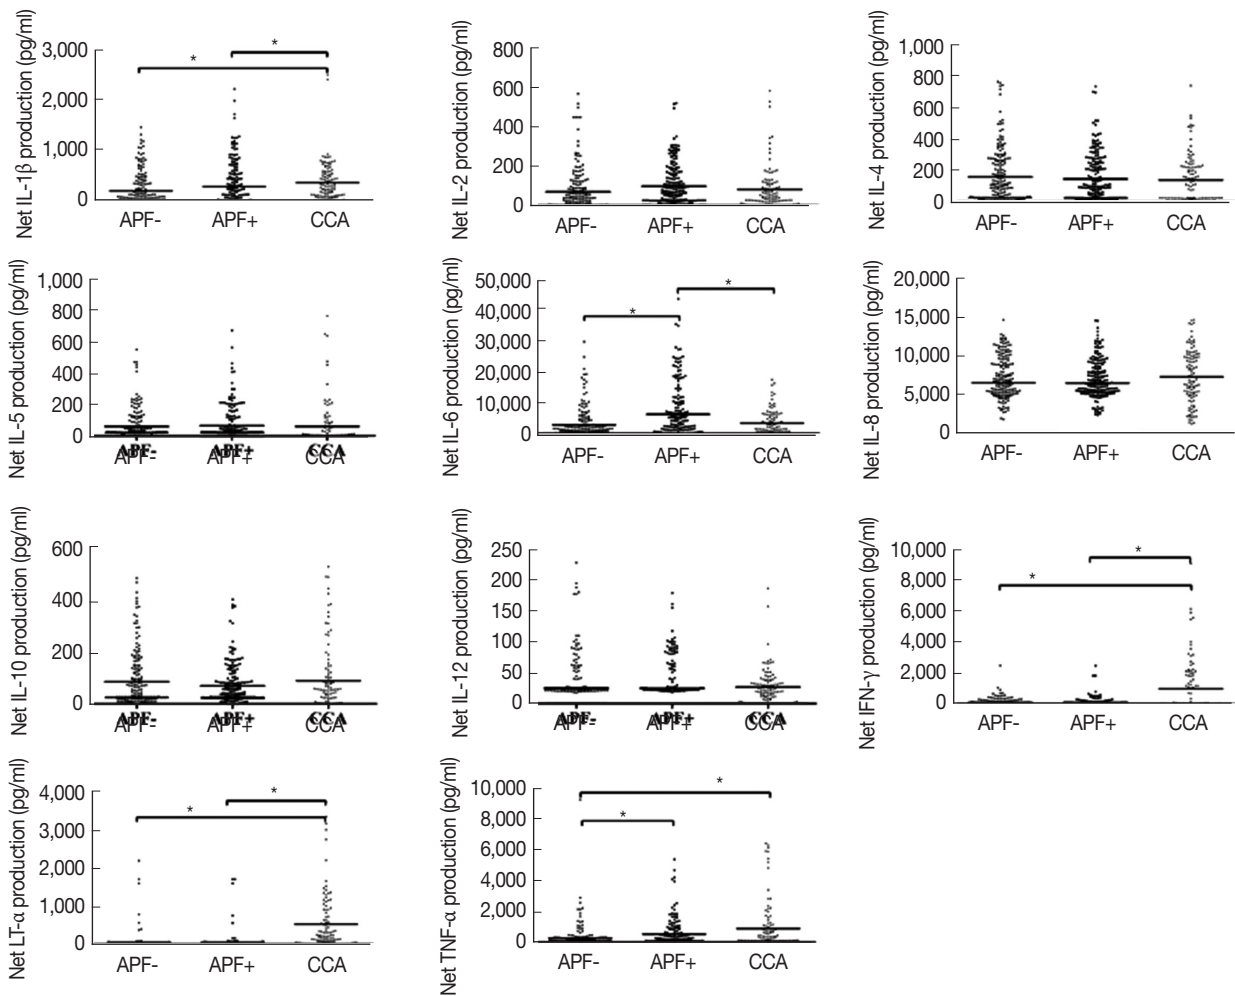 Net IL-1β production (pg/ml)
3,000
2,000
1,000
0
*
*
APF-
APF+
CCA
Net IL-2 production (pg/ml)
800
600
400
200
0
APF-
APF+
CCA
Net IL-4 production (pg/ml)
1,000
800
600
400
200
0
APF-
APF+
CCA
Net IL-5 production (pg/ml)
1,000
800
600
400
200
0
APF-
APF+
CCA
Net IL-6 production (pg/ml)
50,000
40,000
30,000
20,000
10,000
0
*
*
APF-
APF+
CCA
Net IL-8 production (pg/ml)
20,000
15,000
10,000
5,000
0
APF-
APF+
CCA
Net IL-10 production (pg/ml)
600
400
200
0
APF-
APF+
CCA
Net IL-12 production (pg/ml)
250
200
150
100
50
0
APF-
APF+
CCA
Net IFN-γ production (pg/ml)
10,000
8,000
6,000
4,000
2,000
0
*
*
APF-
APF+
CCA
Net LT-α production (pg/ml)
4,000
3,000
2,000
1,000
0
*
*
APF-
APF+
CCA
Net TNF-α production (pg/ml)
10,000
8,000
6,000
4,000
2,000
0
*
*
APF-
APF+
CCA